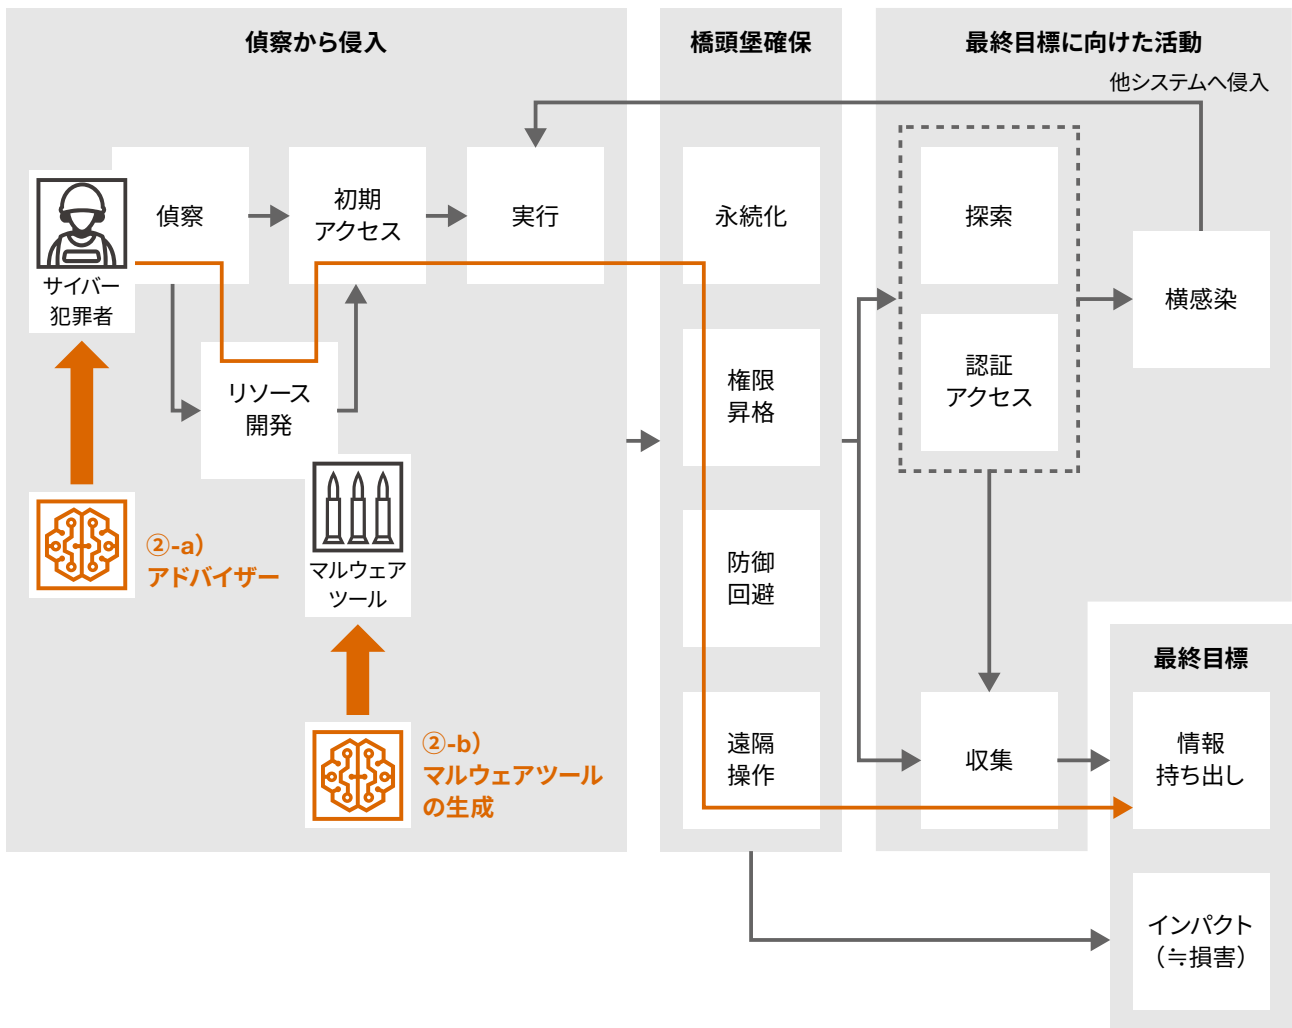 偵察から侵入
橋頭堡確保
最終目標に向けた活動
他システムへ侵入
偵察
初期
アクセス
実行
サイバー
犯罪者
リソース
開発
②-a）
アドバイザー
マルウェア
ツール
②-b）
マルウェアツール
の生成
永続化
権限
昇格
防御
回避
遠隔
操作
探索
認証
アクセス
横感染
収集
最終目標
情報
持ち出し
インパクト
（≒損害）